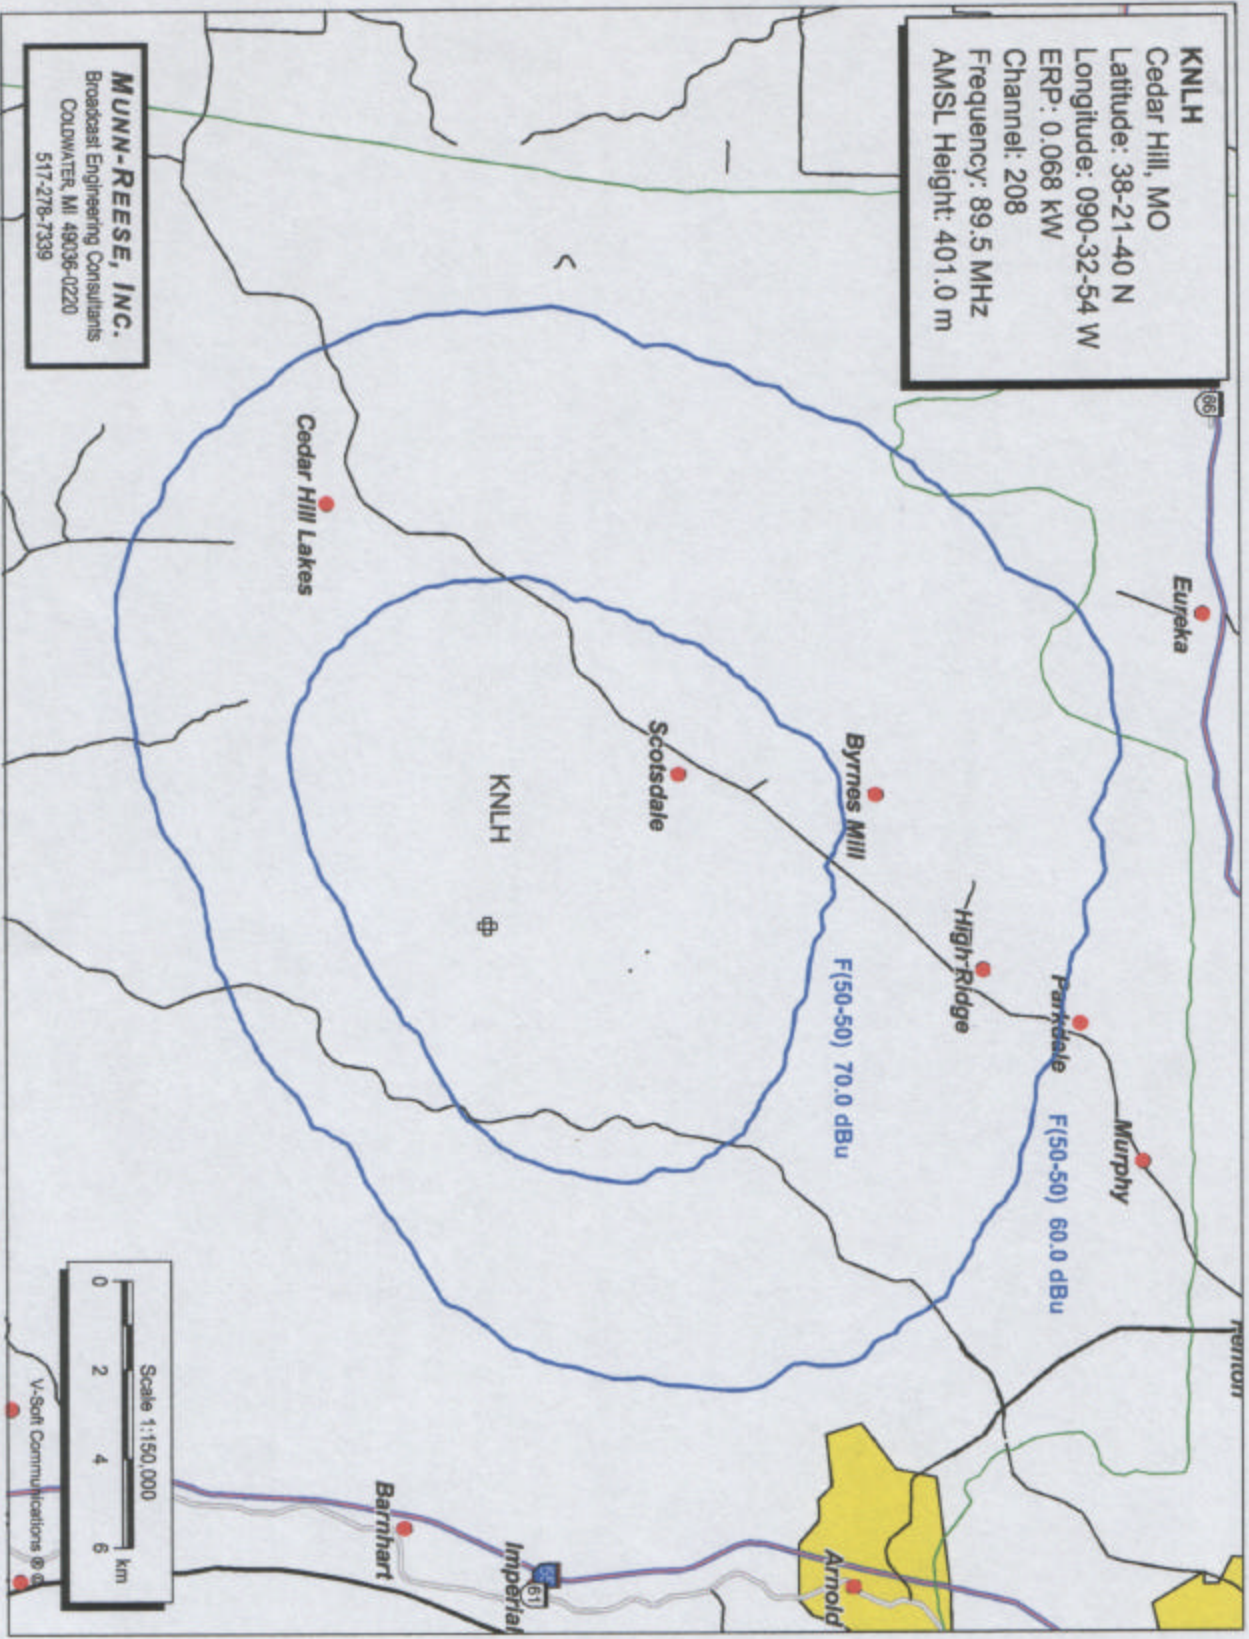 KNLH
Cedar Hill, MO
Latitude: 38-21-40 N
Longitude: 090-32-54 W
ERP: 0.068 kW
Channel: 208
Frequency: 89.5 MHz
AMSL Height: 401.0 m
66
Eureka
Byrnes Mill
High Ridge
Parkdale
Murphy
F(50-50) 70.0 dBu
F(50-50) 60.0 dBu
Scotsdale
KNLH
Cedar Hill Lakes
Arnold
Imperial
61
Barnhart
MUNN-REESE, INC.
Broadcast Engineering Consultants
COLDWATER, MI 49036-0220
517-278-7339
Scale 1:150,000
0 2 4 6 km
V-Soft Communications ® ©